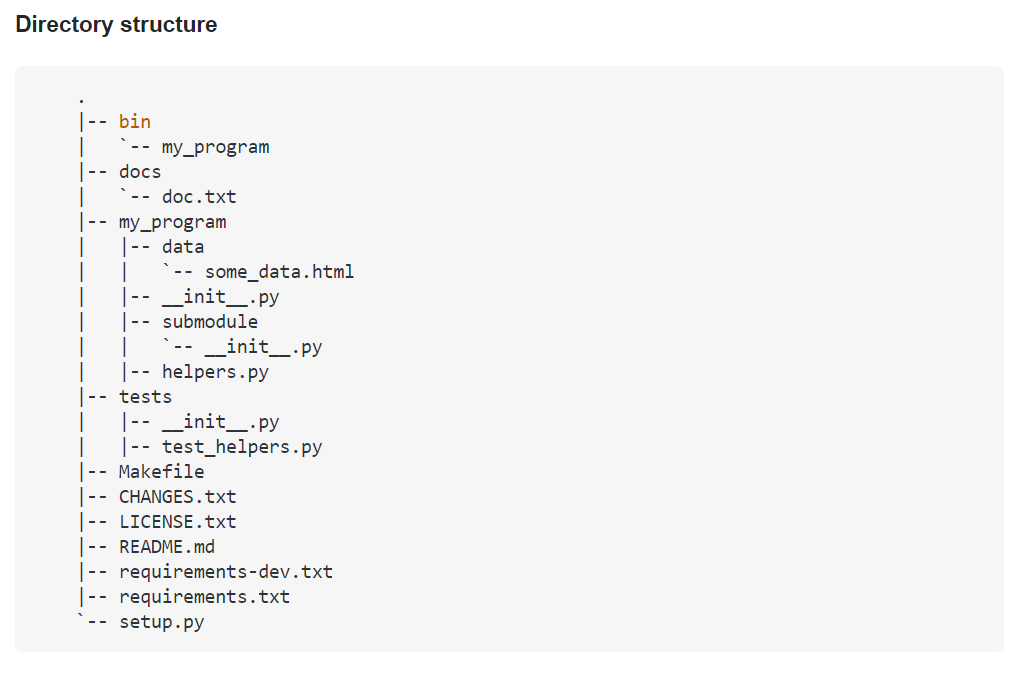 Directory structure
.
|-- bin
|   `-- my_program
|-- docs
|   `-- doc.txt
|-- my_program
|   |-- data
|   |   `-- some_data.html
|   |-- __init__.py
|   |-- submodule
|   |   `-- __init__.py
|   |-- helpers.py
|-- tests
|   |-- __init__.py
|   |-- test_helpers.py
|-- Makefile
|-- CHANGES.txt
|-- LICENSE.txt
|-- README.md
|-- requirements-dev.txt
|-- requirements.txt
`-- setup.py